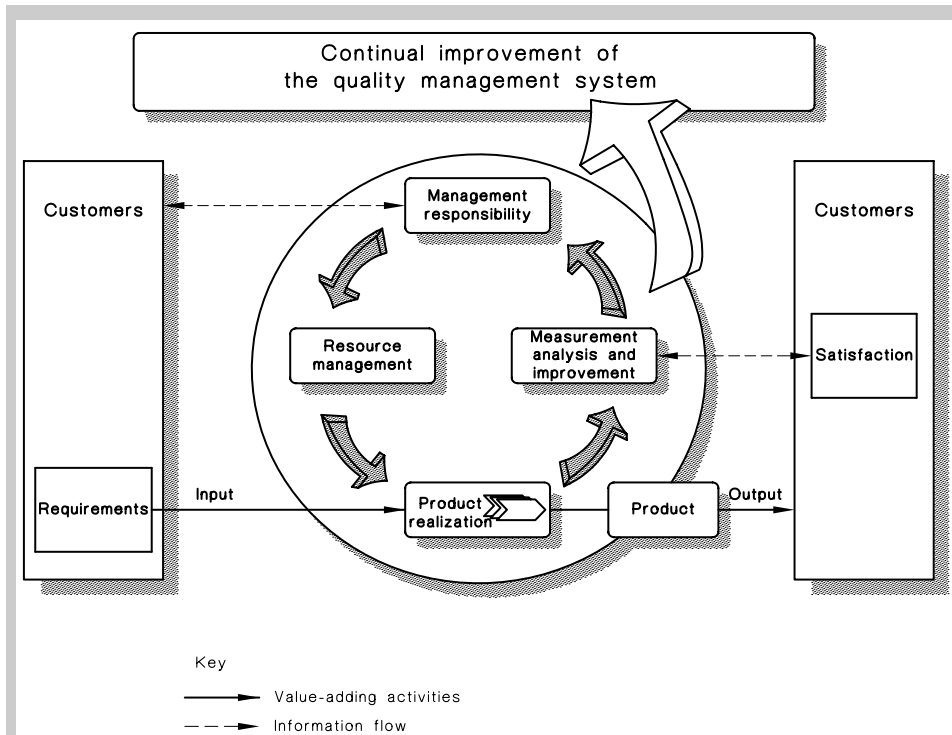 Continual improvement of
the quality management system
Customers
Management
responsibility
Customers
Resource
management
Measurement
analysis and
improvement
Satisfaction
Requirements
Input
Product
realization
Product
Output
Key
Value-adding activities
Information flow